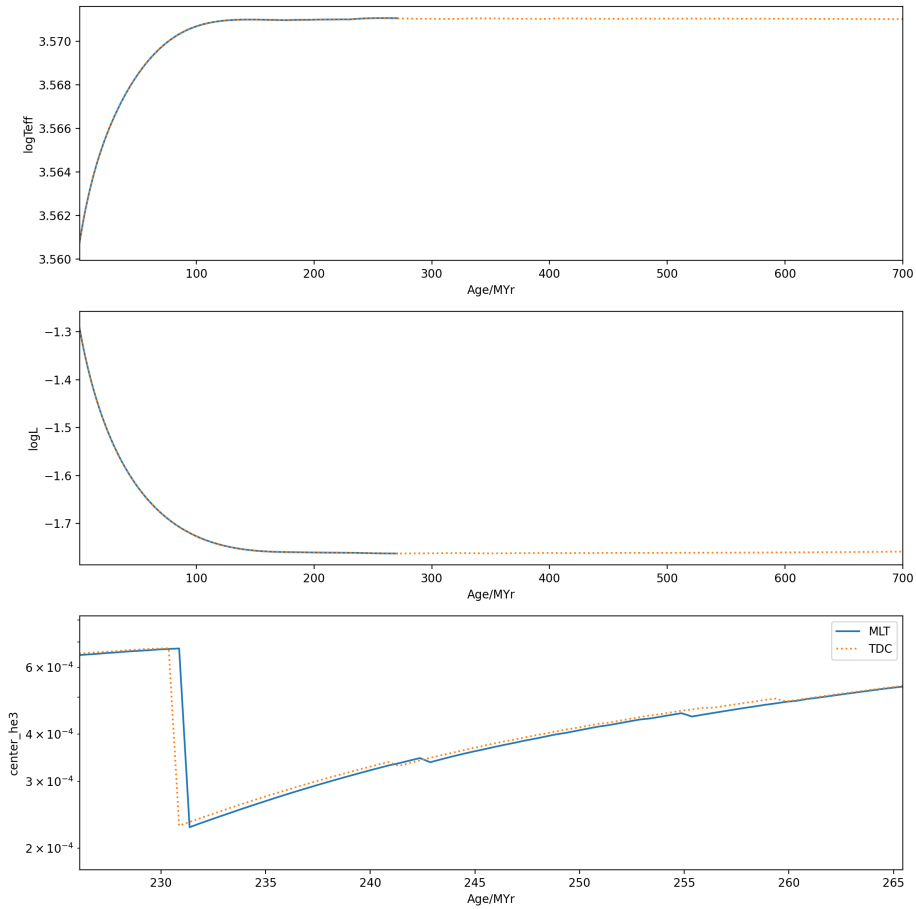 3.570
3.568
3.566
3.564
3.562
3.560
logTeff
100 200 300 400 500 600 700
Age/MYr
−1.3
−1.4
−1.5
−1.6
−1.7
logL
100 200 300 400 500 600 700
Age/MYr
6 × 10⁻⁴
4 × 10⁻⁴
3 × 10⁻⁴
2 × 10⁻⁴
center_he3
MLT
TDC
230 235 240 245 250 255 260 265
Age/MYr